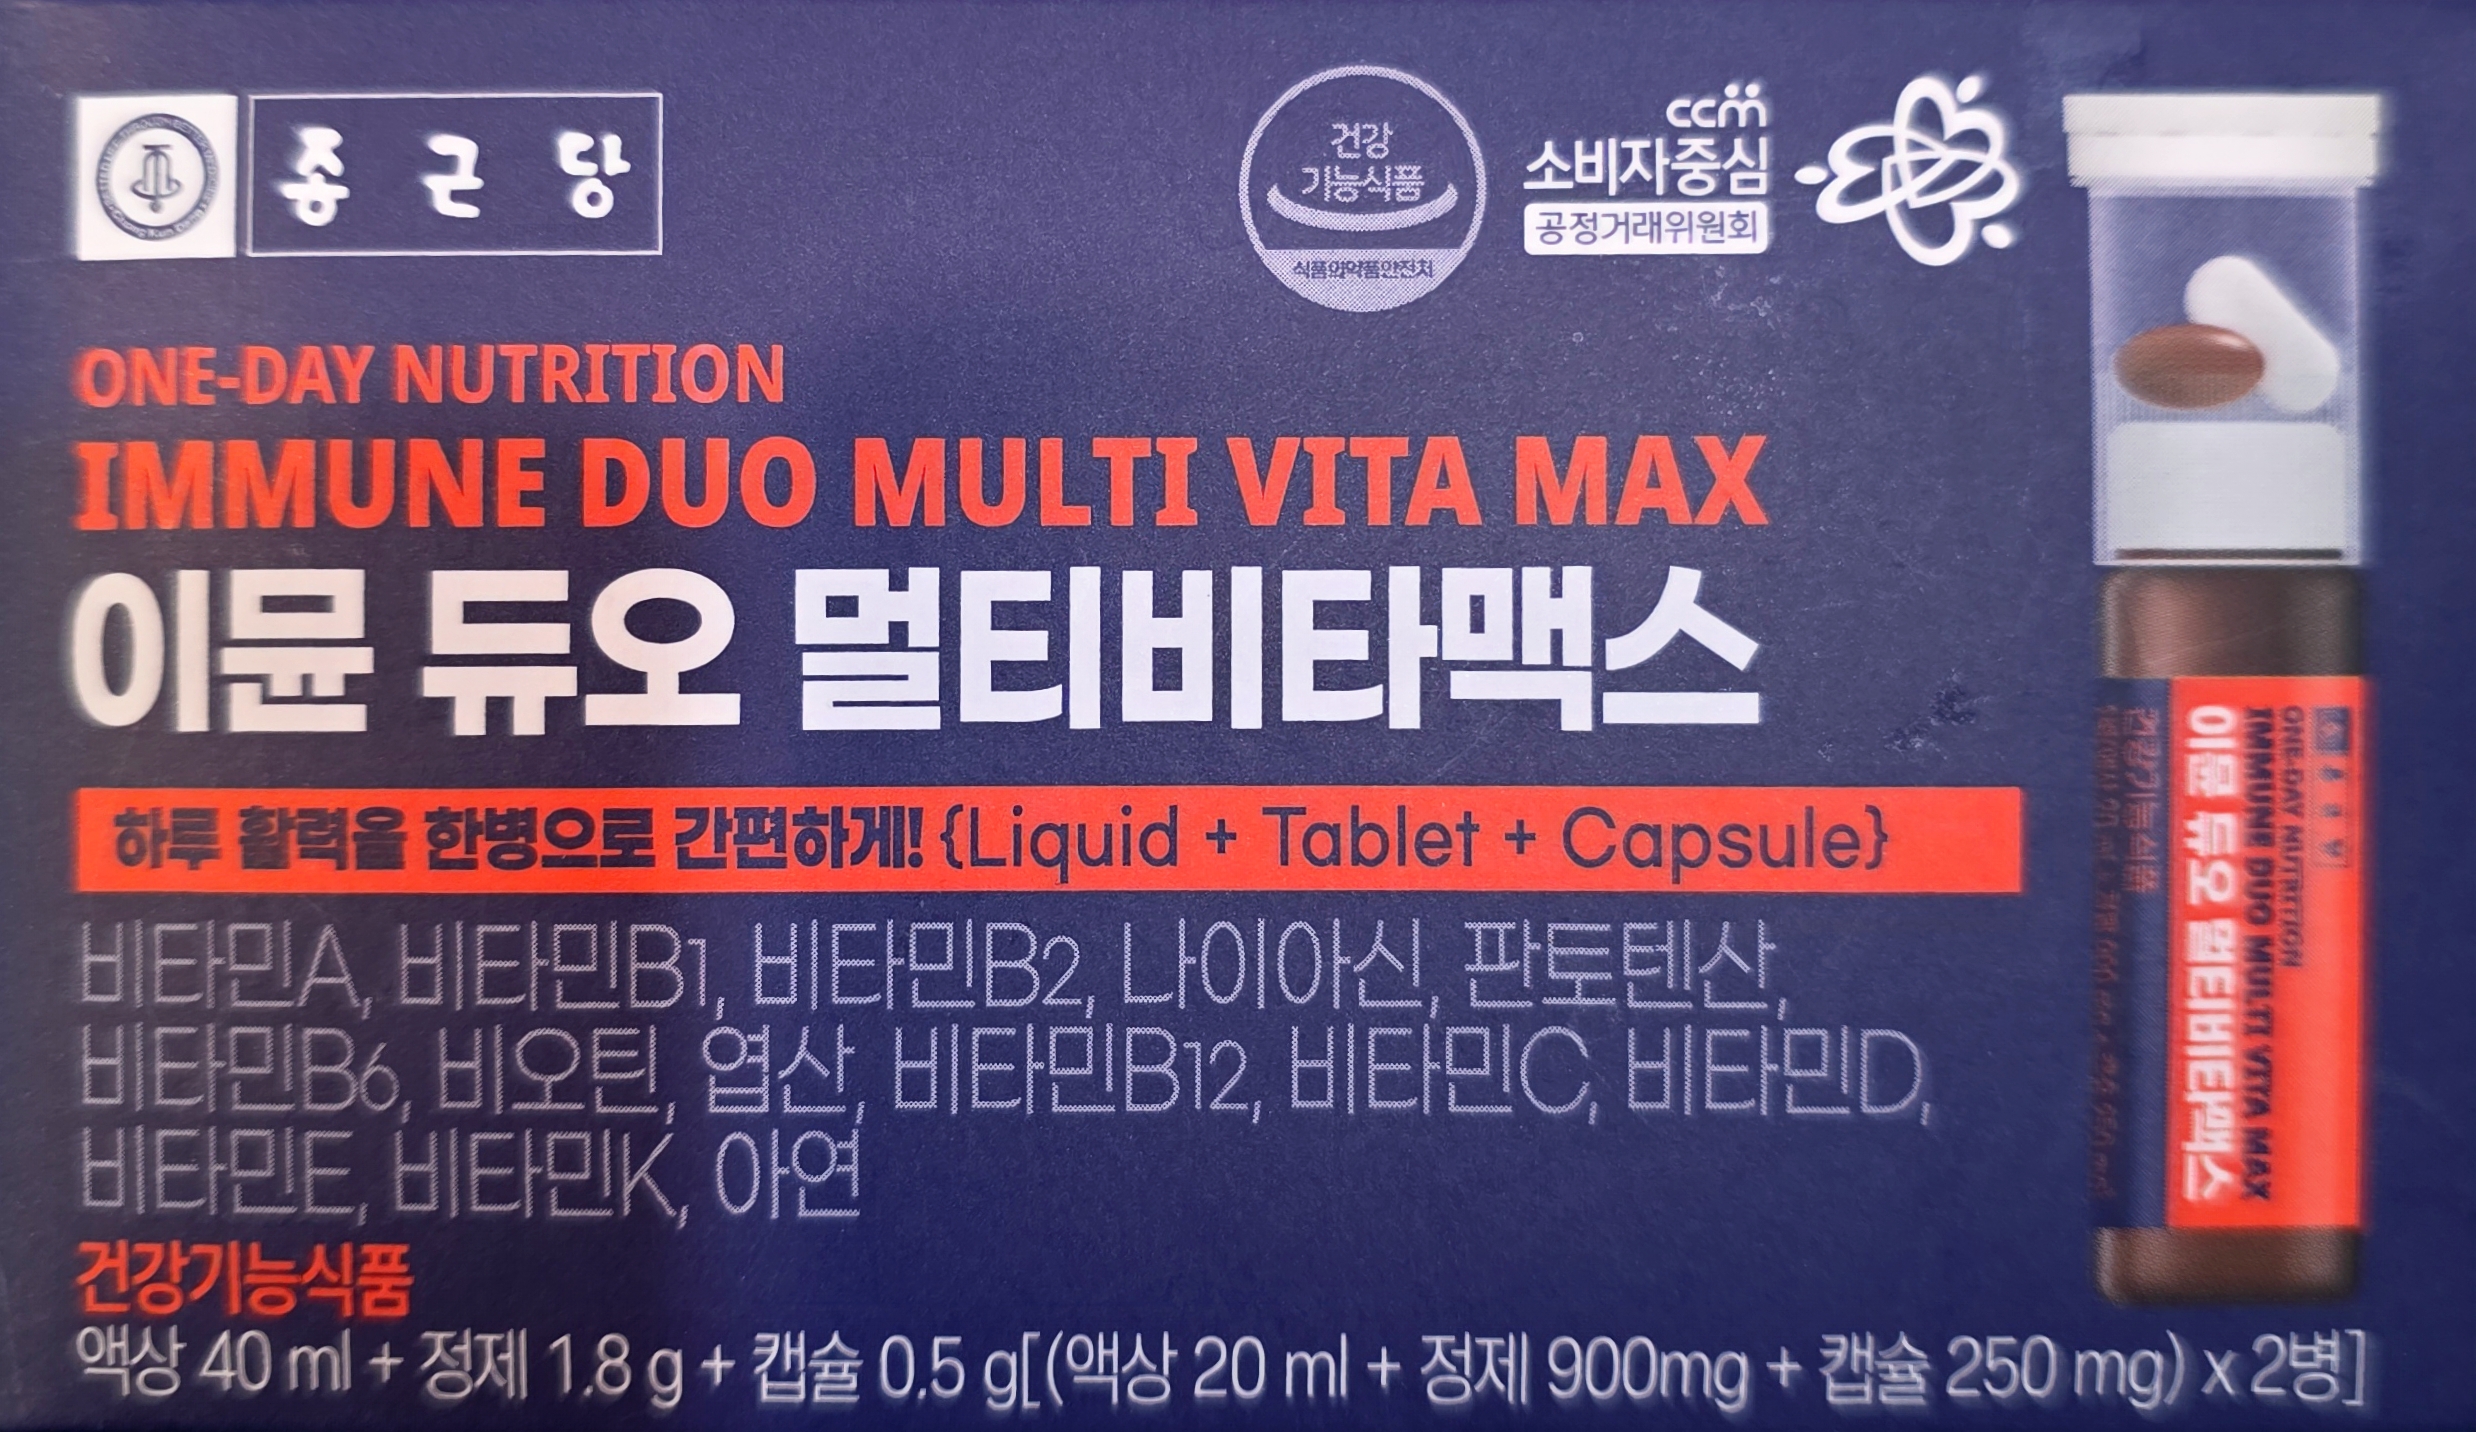 종근당
건강
기능식품
식품의약품안전처
ccm
소비자중심
공정거래위원회
ONE-DAY NUTRITION
IMMUNE DUO MULTI VITA MAX
이뮨 듀오 멀티비타맥스
하루 활력을 한병으로 간편하게! {Liquid + Tablet + Capsule}
비타민A, 비타민B1, 비타민B2, 나이아신, 판토텐산,
비타민B6, 비오틴, 엽산, 비타민B12, 비타민C, 비타민D,
비타민E, 비타민K, 아연
건강기능식품
액상 40 ml + 정제 1.8 g + 캡슐 0.5 g[(액상 20 ml + 정제 900mg + 캡슐 250 mg) x 2병]
ONE-DAY NUTRITION
IMMUNE DUO MULTI VITA MAX
이뮨 듀오 멀티비타맥스
건강기능식품